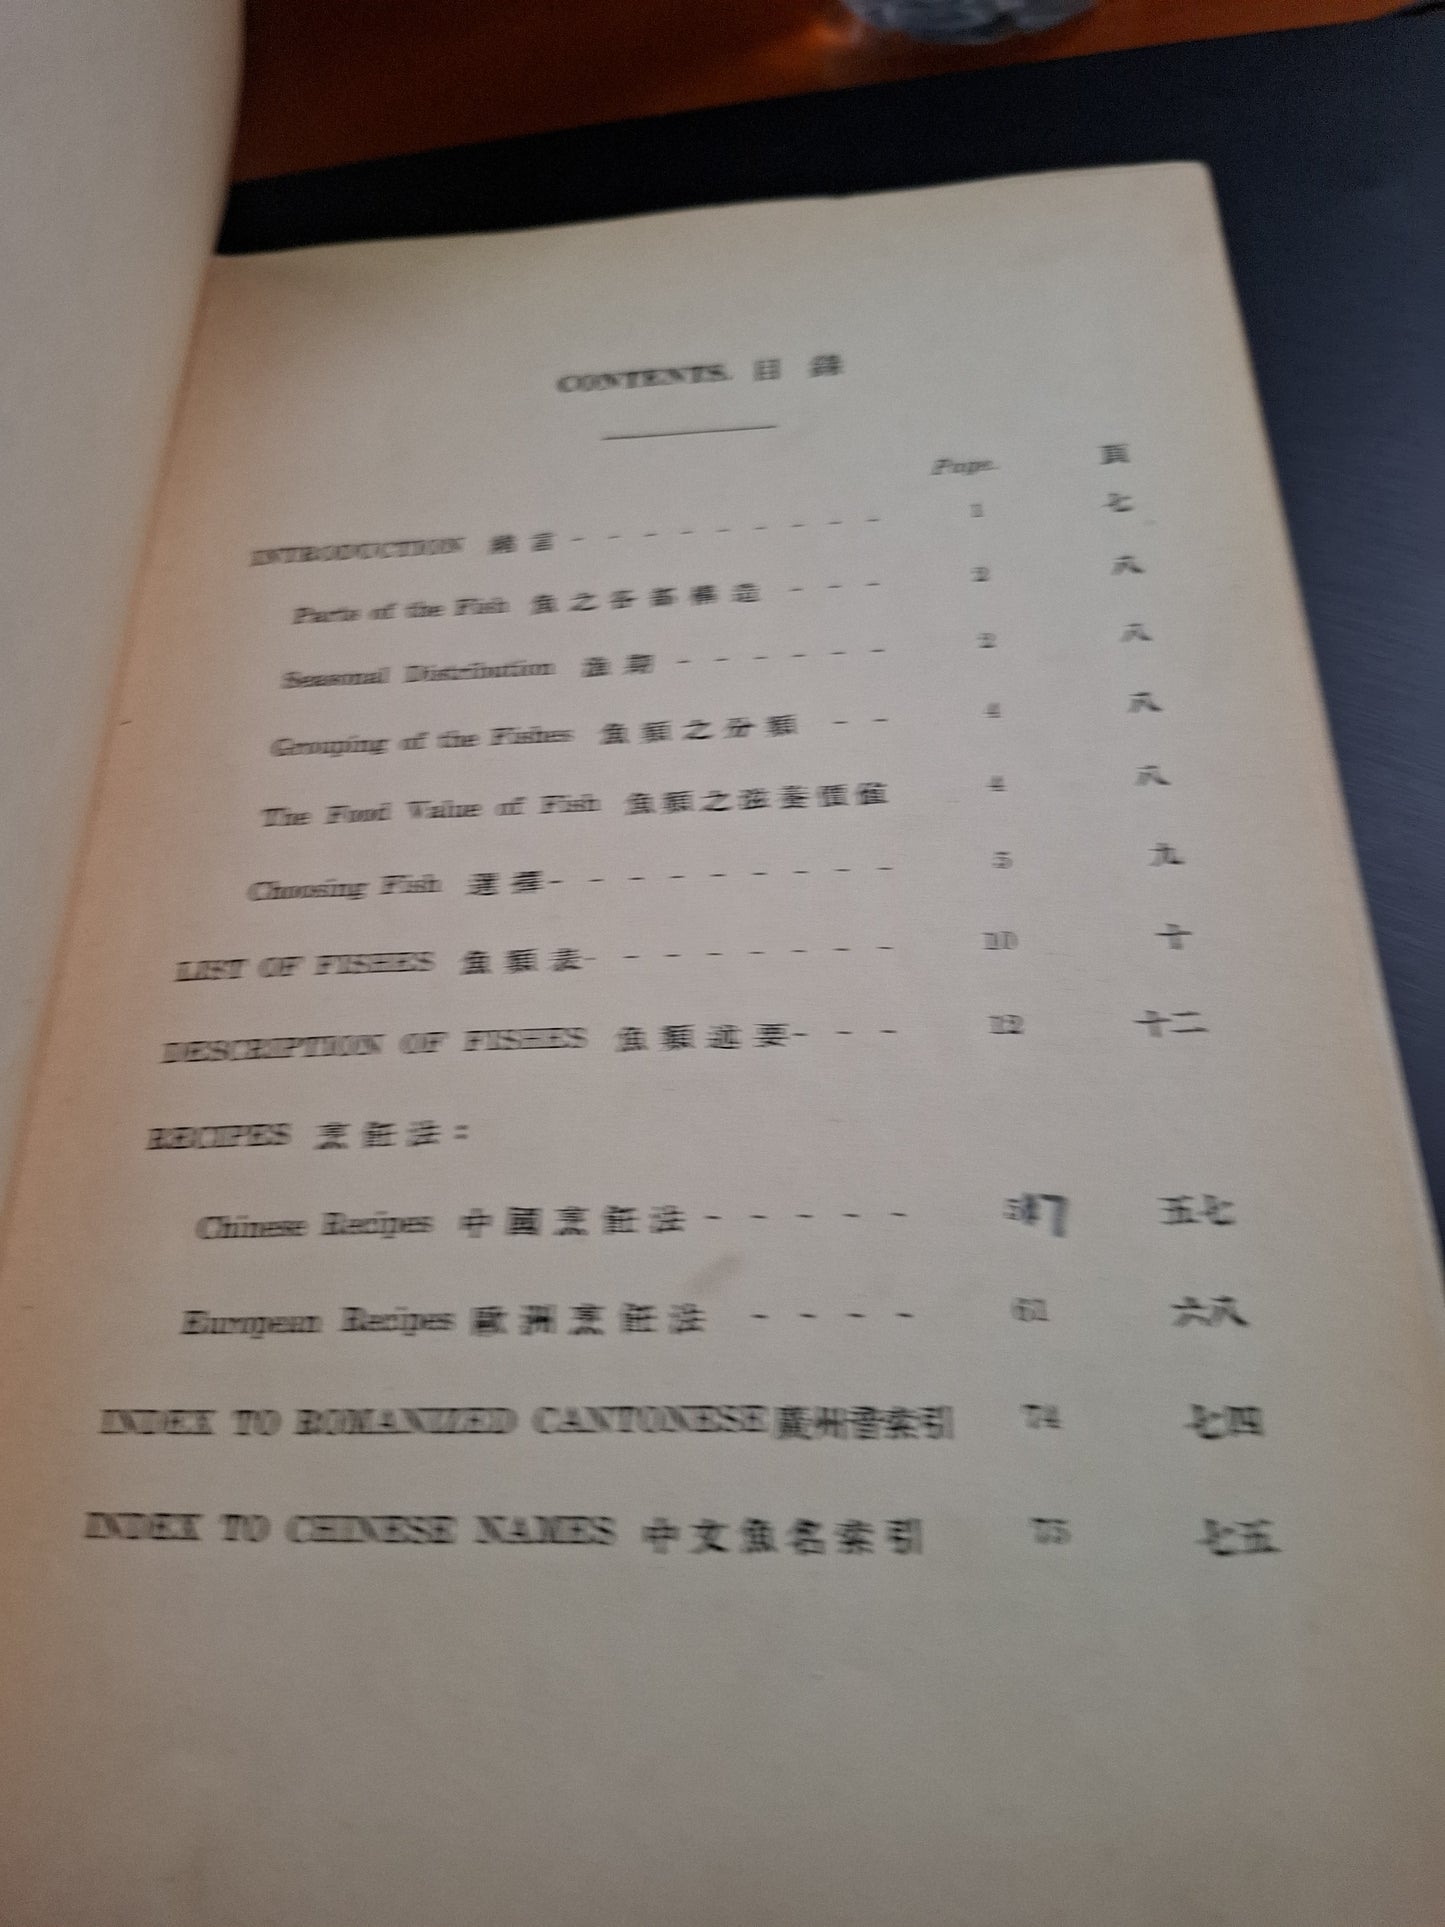 CONTENTS. 目 錄
Page. 頁
INTRODUCTION 緒 言 - - - - - - - - - 1 七
Parts of the Fish 魚 之 各 部 構 造 - - - 2 八
Seasonal Distribution 漁 期 - - - - - - 2 八
Grouping of the Fishes 魚 類 之 分 類 - - 4 八
The Food Value of Fish 魚 類 之 滋 養 價 値 4 八
Choosing Fish 選 擇 - - - - - - - - - 5 九
LIST OF FISHES 魚 類 表 - - - - - - - - 10 十
DESCRIPTION OF FISHES 魚 類 述 要 - - - 12 十二
RECIPES 烹 飪 法 :
Chinese Recipes 中 國 烹 飪 法 - - - - - 57 五七
European Recipes 歐 洲 烹 飪 法 - - - - 61 六八
INDEX TO ROMANIZED CANTONESE 廣州音索引 74 七四
INDEX TO CHINESE NAMES 中 文 魚 名 索 引 75 七五